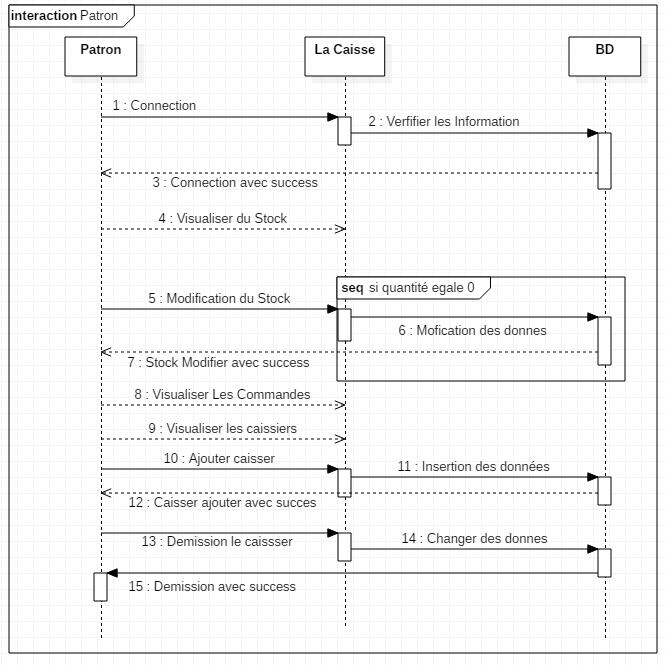 interaction Patron
Patron
La Caisse
BD
1 : Connection
2 : Verfifier les Information
3 : Connection avec success
4 : Visualiser du Stock
seq si quantité egale 0
5 : Modification du Stock
6 : Mofication des donnes
7 : Stock Modifier avec success
8 : Visualiser Les Commandes
9 : Visualiser les caissiers
10 : Ajouter caisser
11 : Insertion des données
12 : Caisser ajouter avec succes
13 : Demission le caissser
14 : Changer des donnes
15 : Demission avec success